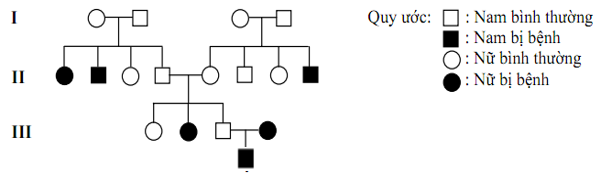 I
II
III
Quy ước: : Nam bình thường
: Nam bị bệnh
: Nữ bình thường
: Nữ bị bệnh